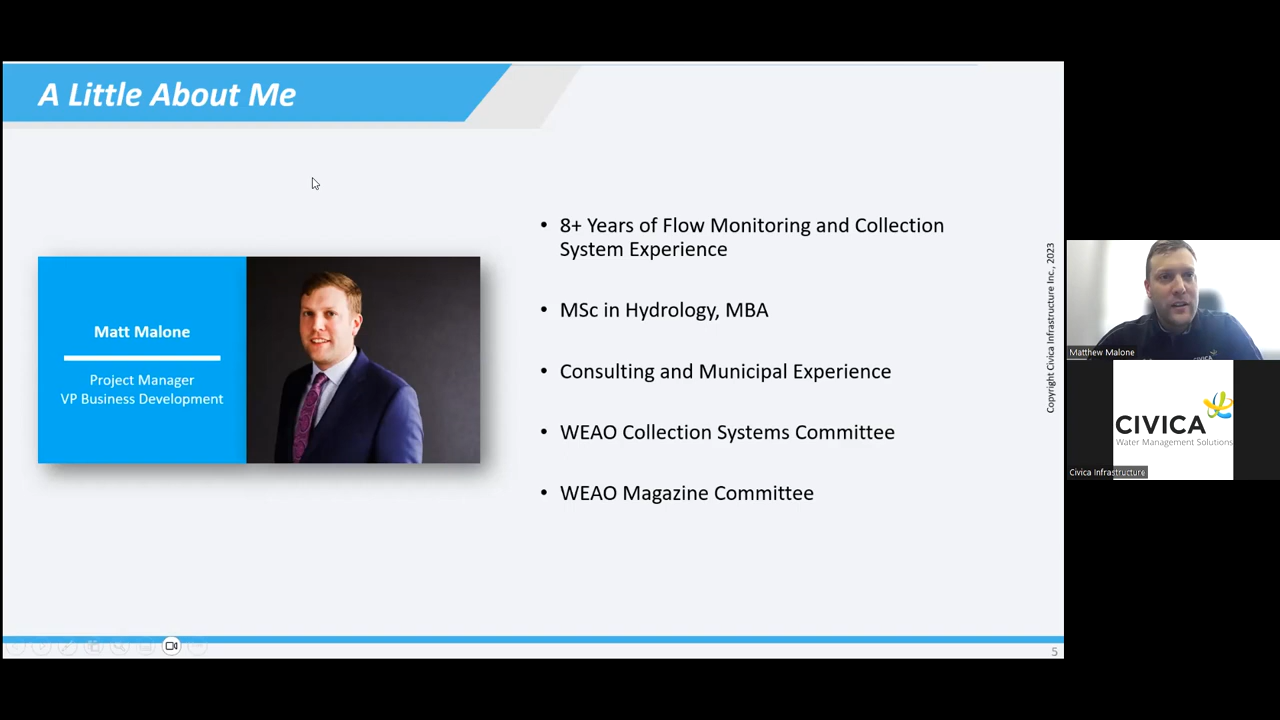 A Little About Me
Matt Malone
Project Manager
VP Business Development
• 8+ Years of Flow Monitoring and Collection
System Experience
• MSc in Hydrology, MBA
• Consulting and Municipal Experience
• WEAO Collection Systems Committee
• WEAO Magazine Committee
Copyright Civica Infrastructure Inc., 2023
5
CIVICA
Matthew Malone
CIVICA
Water Management Solutions
Civica Infrastructure